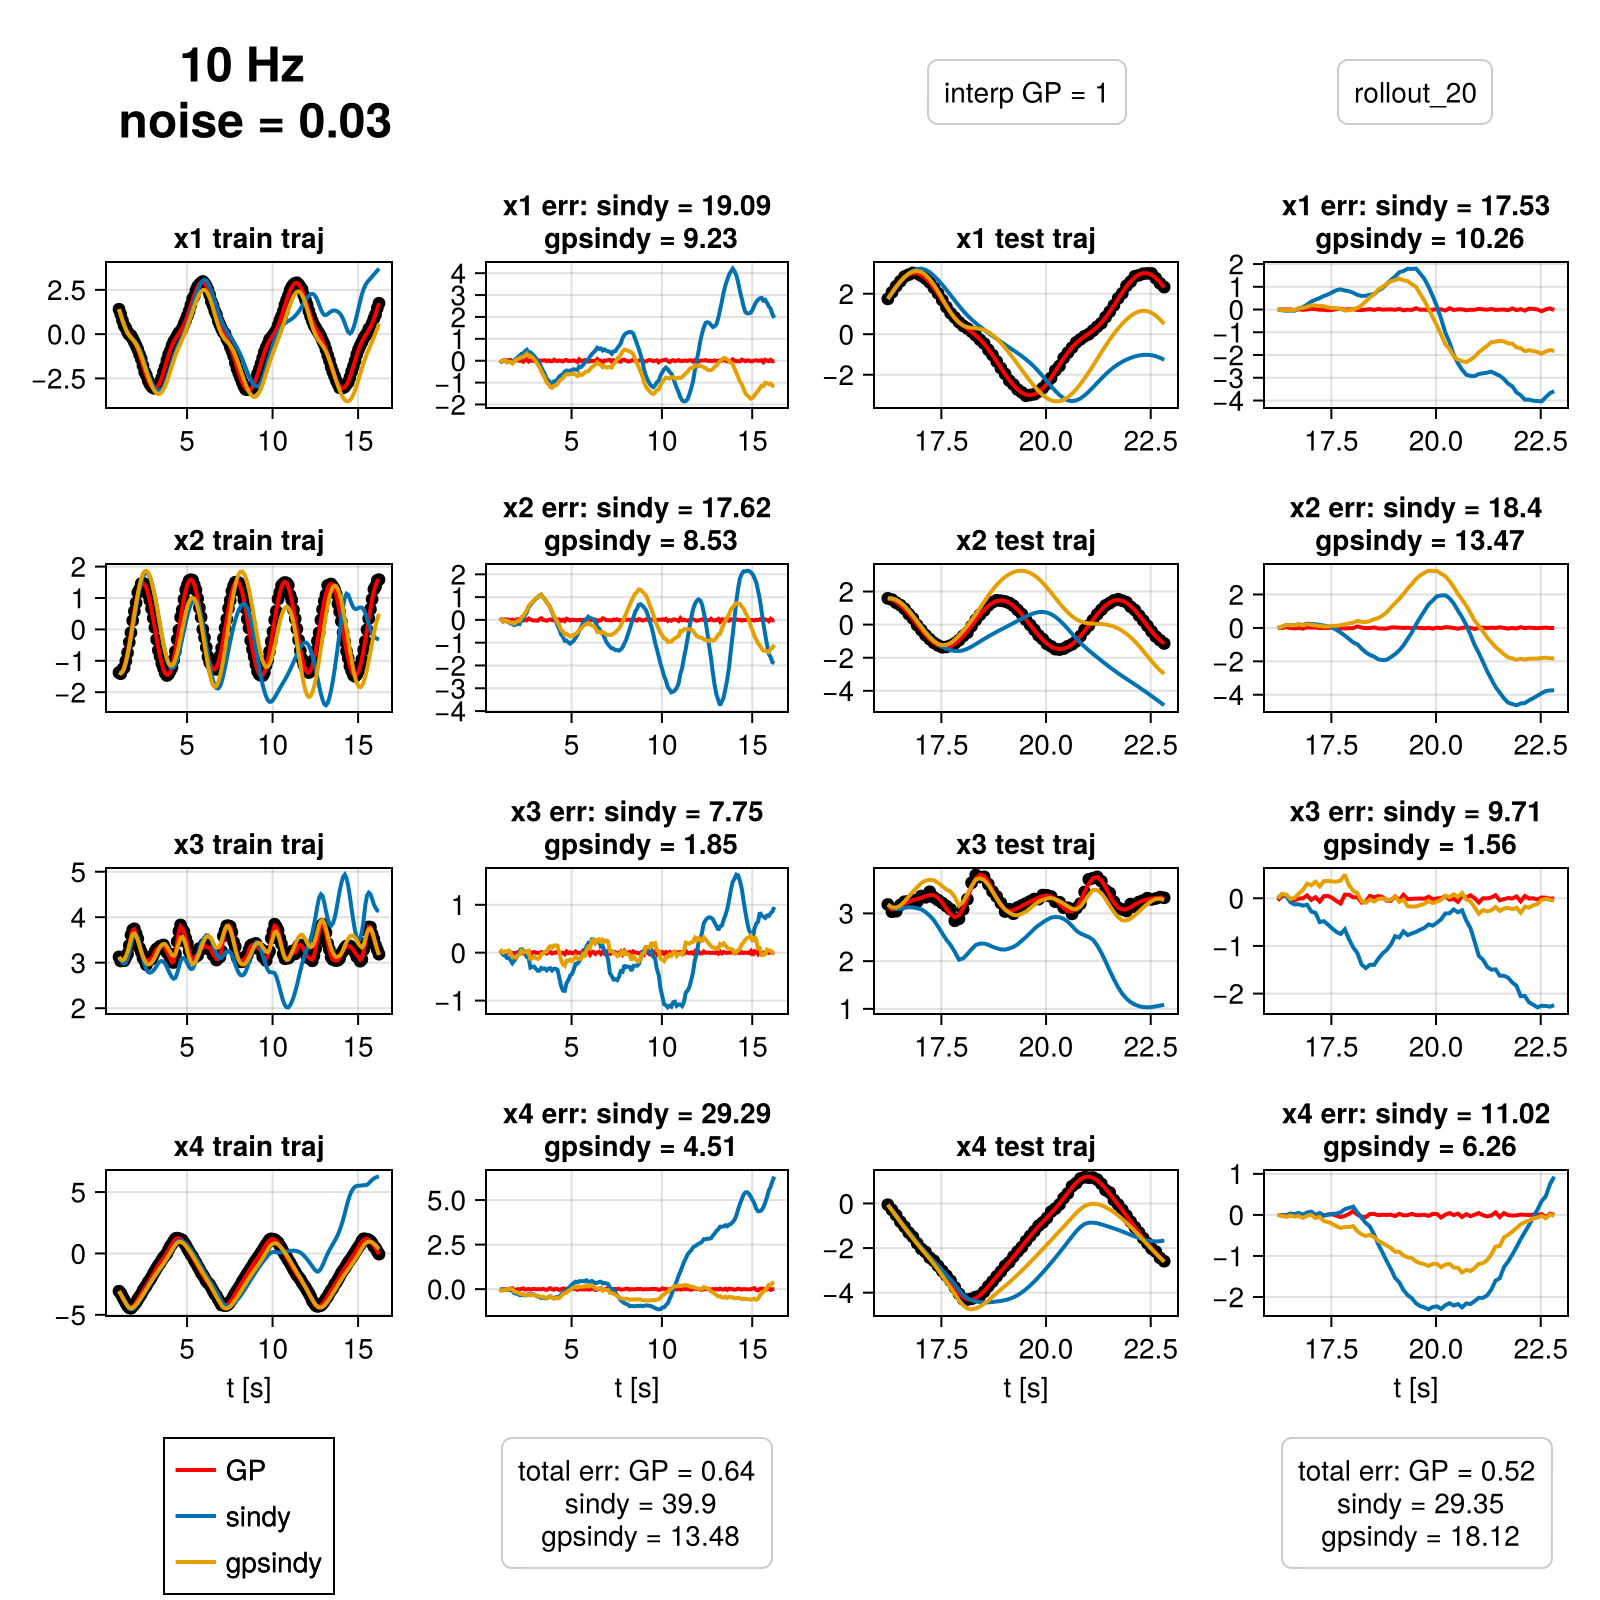 10 Hz
noise = 0.03
interp GP = 1
rollout_20
x1 train traj
2.5
0.0
−2.5
5
10
15
x1 err: sindy = 19.09
gpsindy = 9.23
4
3
2
1
0
−1
−2
5
10
15
x1 test traj
2
0
−2
17.5
20.0
22.5
x1 err: sindy = 17.53
gpsindy = 10.26
2
1
0
−1
−2
−3
−4
17.5
20.0
22.5
x2 train traj
2
1
0
−1
−2
5
10
15
x2 err: sindy = 17.62
gpsindy = 8.53
2
1
0
−1
−2
−3
−4
5
10
15
x2 test traj
2
0
−2
−4
17.5
20.0
22.5
x2 err: sindy = 18.4
gpsindy = 13.47
2
0
−2
−4
17.5
20.0
22.5
x3 train traj
5
4
3
2
5
10
15
x3 err: sindy = 7.75
gpsindy = 1.85
1
0
−1
5
10
15
x3 test traj
3
2
1
17.5
20.0
22.5
x3 err: sindy = 9.71
gpsindy = 1.56
0
−1
−2
17.5
20.0
22.5
x4 train traj
5
0
−5
5
10
15
t [s]
x4 err: sindy = 29.29
gpsindy = 4.51
5.0
2.5
0.0
5
10
15
t [s]
x4 test traj
0
−2
−4
17.5
20.0
22.5
t [s]
x4 err: sindy = 11.02
gpsindy = 6.26
1
0
−1
−2
17.5
20.0
22.5
t [s]
GP
sindy
gpsindy
total err: GP = 0.64
sindy = 39.9
gpsindy = 13.48
total err: GP = 0.52
sindy = 29.35
gpsindy = 18.12